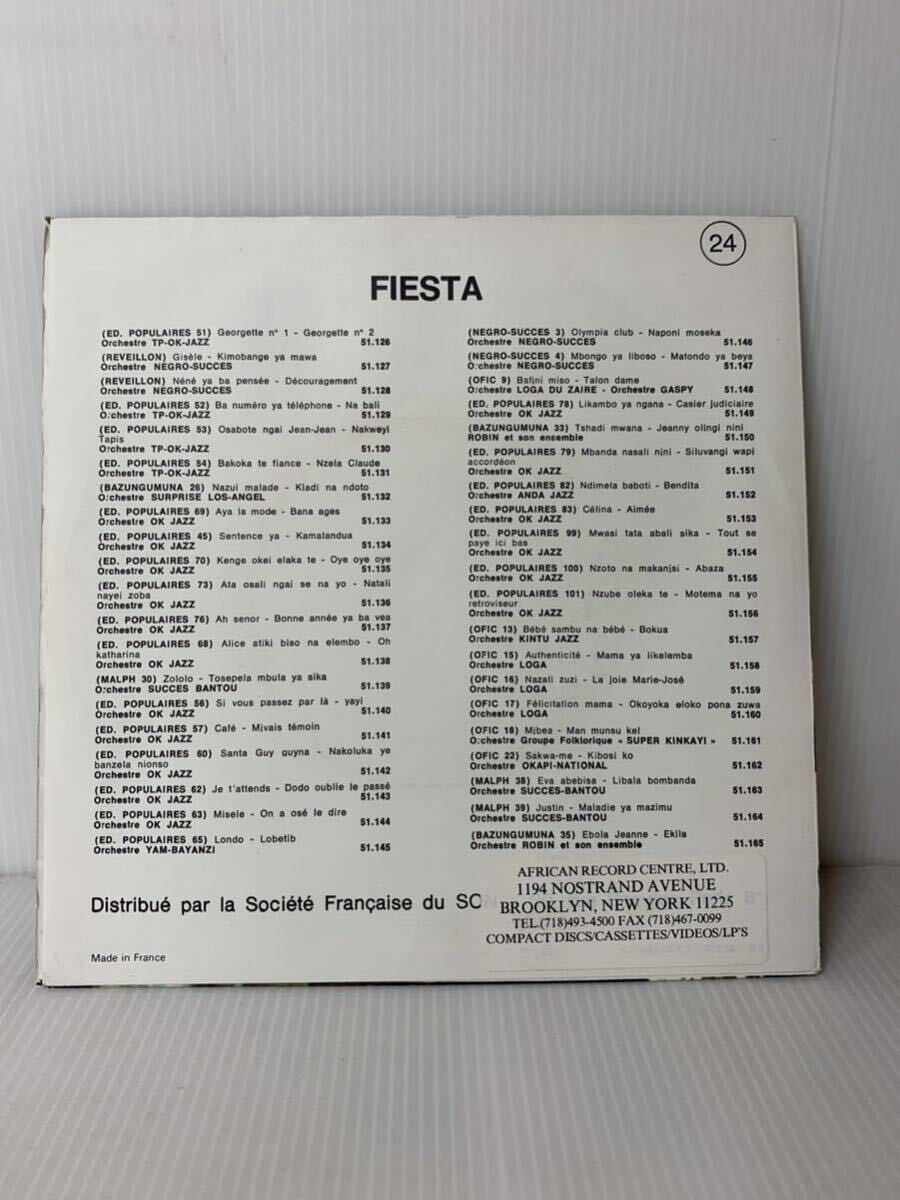 24
FIESTA
(ED. POPULAIRES 51) Georgette n° 1 - Georgette n° 2
Orchestre TP-OK-JAZZ 51.126
(REVEILLON) Gisèle - Kimobange ya mawa
Orchestre NEGRO-SUCCES 51.127
(REVEILLON) Néné ya ba pensée - Découragement
Orchestre NEGRO-SUCCES 51.128
(ED. POPULAIRES 52) Ba numéro ya téléphone - Na bali
Orchestre TP-OK-JAZZ 51.129
(ED. POPULAIRES 53) Osabote ngai Jean-Jean - Nakweyi
Tapis
Orchestre TP-OK-JAZZ 51.130
(ED. POPULAIRES 54) Bakoka te fiance - Nzela Claude
Orchestre TP-OK-JAZZ 51.131
(BAZUNGUMUNA 26) Nazui malade - Kiadi na ndoto
Orchestre SURPRISE LOS-ANGEL 51.132
(ED. POPULAIRES 69) Aya la mode - Bana ages
Orchestre OK JAZZ 51.133
(ED. POPULAIRES 45) Sentence ya - Kamalandua
Orchestre OK JAZZ 51.134
(ED. POPULAIRES 70) Kenge okei elaka te - Oye oye oye
Orchestre OK JAZZ 51.135
(ED. POPULAIRES 73) Ata osali ngai se na yo - Natali
nayei zoba
Orchestre OK JAZZ 51.136
(ED. POPULAIRES 76) Ah senor - Bonne année ya ba vea
Orchestre OK JAZZ 51.137
(ED. POPULAIRES 68) Alice atiki biso na elembo - Oh
katharina
Orchestre OK JAZZ 51.138
(MALPH 30) Zololo - Tosepela mbula ya sika
Orchestre SUCCES BANTOU 51.139
(ED. POPULAIRES 56) Si vous passez par là - yayi
Orchestre OK JAZZ 51.140
(ED. POPULAIRES 57) Café - Mivais témoin
Orchestre OK JAZZ 51.141
(ED. POPULAIRES 60) Santa Guy guyna - Nakoluka ye
banzela nionso
Orchestre OK JAZZ 51.142
(ED. POPULAIRES 62) Je t'attends - Dodo oublie le passé
Orchestre OK JAZZ 51.143
(ED. POPULAIRES 63) Misele - On a osé le dire
Orchestre OK JAZZ 51.144
(ED. POPULAIRES 65) Londo - Lobetib
Orchestre YAM-BAYANZI 51.145
(NEGRO-SUCCES 3) Olympia club - Naponi moseka
Orchestre NEGRO-SUCCES 51.146
(NEGRO-SUCCES 4) Mbongo ya liboso - Matondo ya beya
Orchestre NEGRO-SUCCES 51.147
(OFIC 9) Bafini miso - Talon dame
Orchestre LOGA DU ZAIRE - Orchestre GASPY 51.148
(ED. POPULAIRES 78) Likambo ya ngana - Casier judiciaire
Orchestre OK JAZZ 51.149
(BAZUNGUMUNA 33) Tshadi mwana - Jeanny olingi nini
ROBIN et son ensemble 51.150
(ED. POPULAIRES 79) Mbanda nasali nini - Siluvangi wapi
accordéon
Orchestre OK JAZZ 51.151
(ED. POPULAIRES 82) Ndimela baboti - Bendita
Orchestre ANDA JAZZ 51.152
(ED. POPULAIRES 83) Célina - Aimée
Orchestre OK JAZZ 51.153
(ED. POPULAIRES 99) Mwasi tata abali sika - Tout se
paye ici bas
Orchestre OK JAZZ 51.154
(ED. POPULAIRES 100) Nzoto na makanisi - Abaza
Orchestre OK JAZZ 51.155
(ED. POPULAIRES 101) Nzube oleka te - Motema na yo
retroviseur
Orchestre OK JAZZ 51.156
(OFIC 13) Bébé sambu na bébé - Bokua
Orchestre KINTU JAZZ 51.157
(OFIC 15) Authenticité - Mama ya likelemba
Orchestre LOGA 51.158
(OFIC 16) Nazali zuzi - La joie Marie-José
Orchestre LOGA 51.159
(OFIC 17) Félicitation mama - Okoyoka eloko pona zuwa
Orchestre LOGA 51.160
(OFIC 18) Mibea - Man munsu kel
Orchestre Groupe Folklorique « SUPER KINKAYI » 51.161
(OFIC 22) Sakwa-me - Kibosi ko
Orchestre OKAPI-NATIONAL 51.162
(MALPH 38) Eva abebisa - Libala bombanda
Orchestre SUCCES-BANTOU 51.163
(MALPH 39) Justin - Maladie ya mazimu
Orchestre SUCCES-BANTOU 51.164
(BAZUNGUMUNA 35) Ebola Jeanne - Ekila
Orchestre ROBIN et son ensemble 51.165
Distribué par la Société Française du SO
AFRICAN RECORD CENTRE, LTD.
1194 NOSTRAND AVENUE
BROOKLYN, NEW YORK 11225
TEL.(718)493-4500 FAX (718)467-0099
COMPACT DISCS/CASSETTES/VIDEOS/LP'S
Made in France